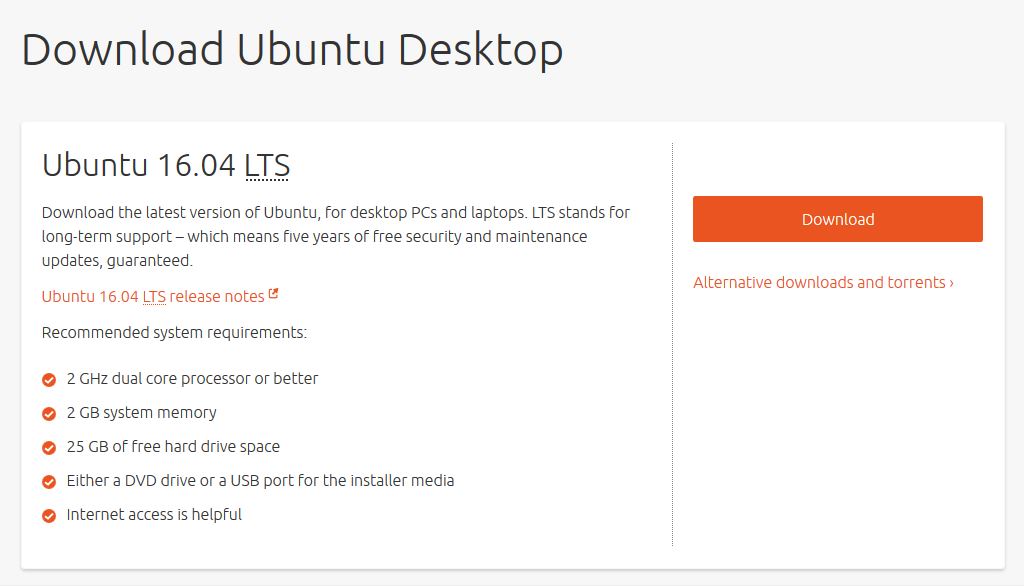 Download Ubuntu Desktop
Ubuntu 16.04 LTS
Download the latest version of Ubuntu, for desktop PCs and laptops. LTS stands for
long-term support – which means five years of free security and maintenance
updates, guaranteed.
Ubuntu 16.04 LTS release notes
Recommended system requirements:
2 GHz dual core processor or better
2 GB system memory
25 GB of free hard drive space
Either a DVD drive or a USB port for the installer media
Internet access is helpful
Download
Alternative downloads and torrents ›